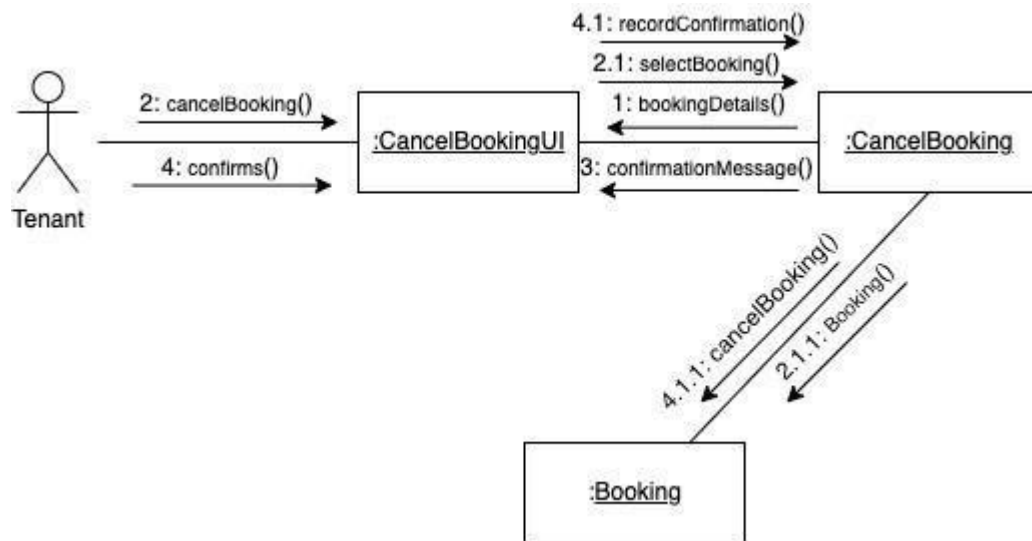 4.1: recordConfirmation()
2.1: selectBooking()
2: cancelBooking()
1: bookingDetails()
:CancelBookingUI
:CancelBooking
4: confirms()
3: confirmationMessage()
Tenant
4.1.1: cancelBooking()
2.1.1: Booking()
:Booking